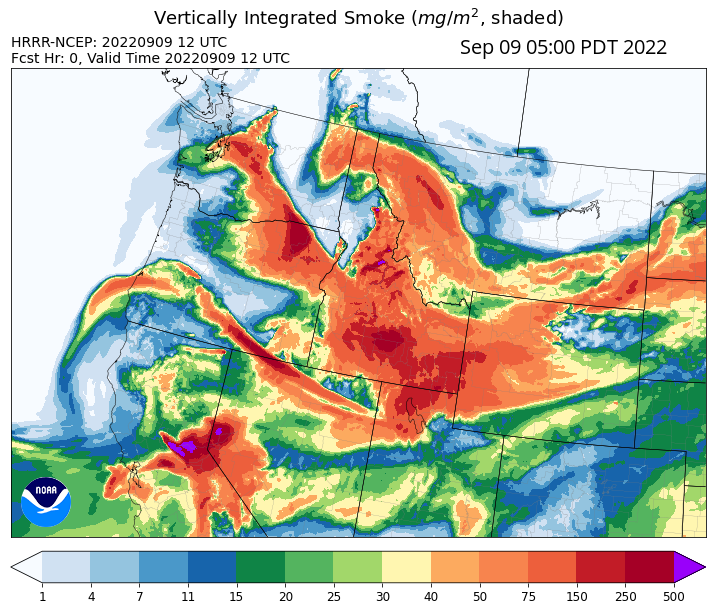 Vertically Integrated Smoke (mg/m², shaded)
HRRR-NCEP: 20220909 12 UTC
Fcst Hr: 0, Valid Time 20220909 12 UTC
Sep 09 05:00 PDT 2022
NOAA
1 4 7 11 15 20 25 30 40 50 75 150 250 500